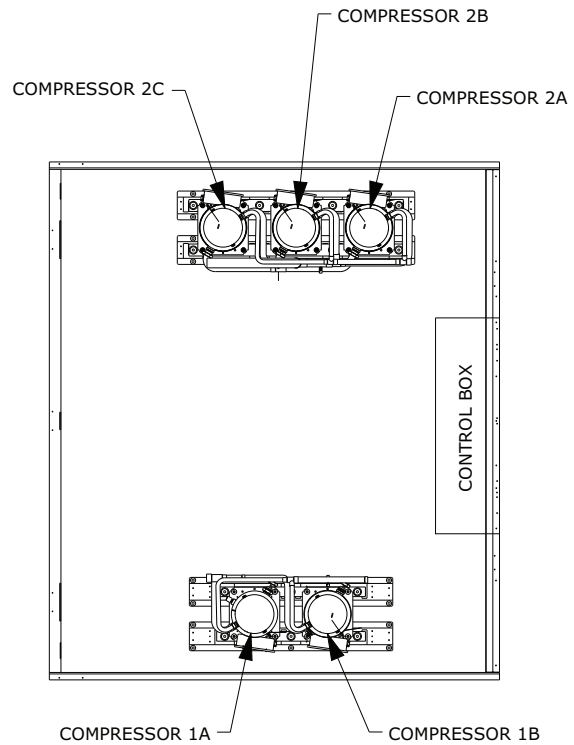 COMPRESSOR 2B
COMPRESSOR 2C
COMPRESSOR 2A
CONTROL BOX
COMPRESSOR 1A
COMPRESSOR 1B